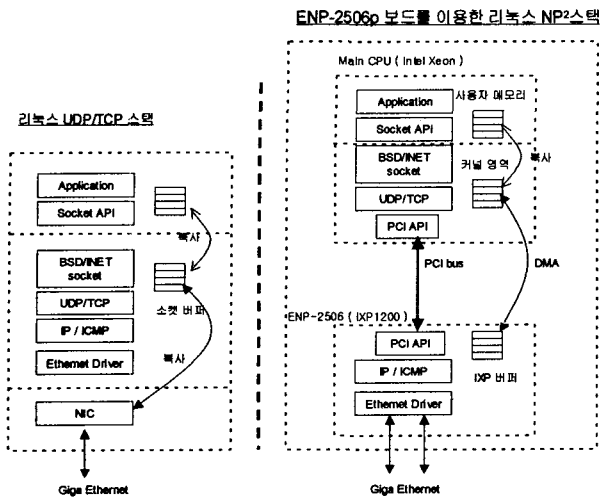 ENP-2506p 보드를 이용한 리눅스 NP²스택
리눅스 UDP/TCP 스택
Application
Socket API
복사
BSD/INET
socket
UDP/TCP
IP / ICMP
Ethernet Driver
소켓 버퍼
복사
NIC
Giga Ethernet
Main CPU ( Intel Xeon )
사용자 메모리
Application
Socket API
복사
BSD/INET
socket
커널 영역
UDP/TCP
PCI API
PCI bus
DMA
ENP-2506 ( IXP1200 )
PCI API
IP / ICMP
IXP 버퍼
Ethernet Driver
Giga Ethernet